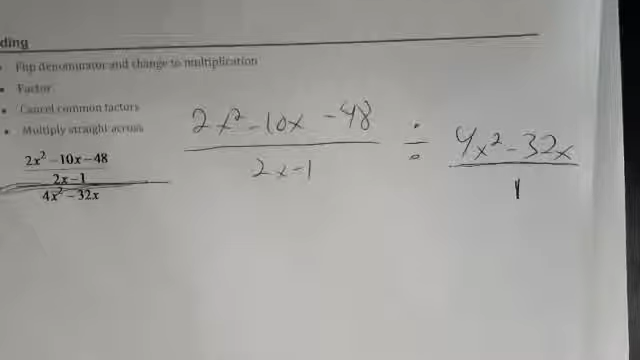 ding
• Flip denominator and change to multiplication
• Factor
• Cancel common factors
• Multiply straight across
2x² – 10x – 48
2x – 1
4x² – 32x
2x² – 10x – 48
2x – 1
÷
4x² – 32x
1